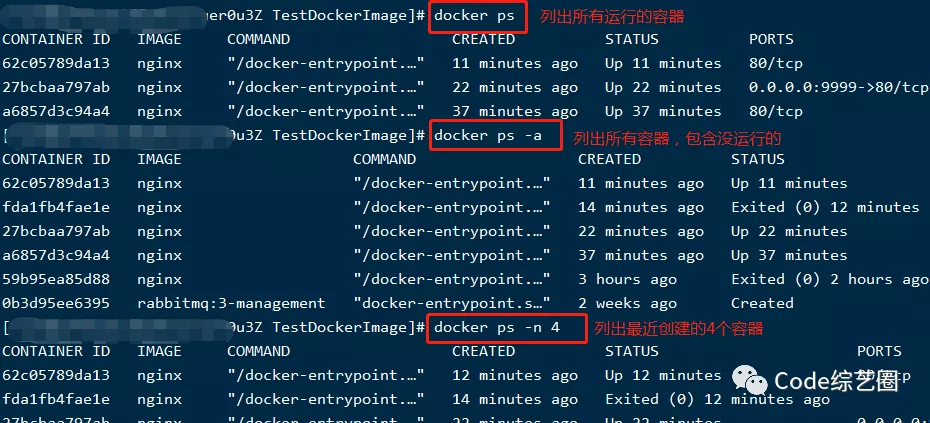 er0u3Z TestDockerImage]# docker ps 列出所有运行的容器
CONTAINER ID IMAGE COMMAND CREATED STATUS PORTS
62c05789da13 nginx "/docker-entrypoint.…" 11 minutes ago Up 11 minutes 80/tcp
27bcbaa797ab nginx "/docker-entrypoint.…" 22 minutes ago Up 22 minutes 0.0.0.0:9999->80/tcp
a6857d3c94a4 nginx "/docker-entrypoint.…" 37 minutes ago Up 37 minutes 80/tcp
[ 0u3Z TestDockerImage]# docker ps -a 列出所有容器，包含没运行的
CONTAINER ID IMAGE COMMAND CREATED STATUS
62c05789da13 nginx "/docker-entrypoint.…" 11 minutes ago Up 11 minutes
fda1fb4fae1e nginx "/docker-entrypoint.…" 14 minutes ago Exited (0) 12 minutes
27bcbaa797ab nginx "/docker-entrypoint.…" 22 minutes ago Up 22 minutes
a6857d3c94a4 nginx "/docker-entrypoint.…" 37 minutes ago Up 37 minutes
59b95ea85d88 nginx "/docker-entrypoint.…" 3 hours ago Exited (0) 2 hours ago
0b3d95ee6395 rabbitmq:3-management "docker-entrypoint.s…" 2 weeks ago Created
[ 0u3Z TestDockerImage]# docker ps -n 4 列出最近创建的4个容器
CONTAINER ID IMAGE COMMAND CREATED STATUS PORTS
62c05789da13 nginx "/docker-entrypoint.…" 12 minutes ago Up 12 minutes
fda1fb4fae1e nginx "/docker-entrypoint.…" 14 minutes ago Exited (0) 12 minutes ago
Code综艺圈